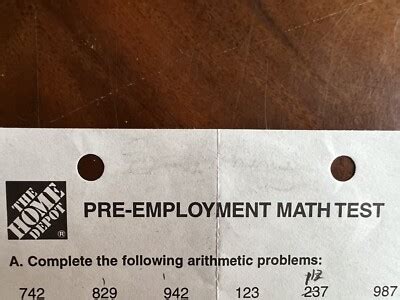 THE
HOME
DEPOT ®
PRE-EMPLOYMENT MATH TEST
A. Complete the following arithmetic problems:
742 829 942 123 237 987